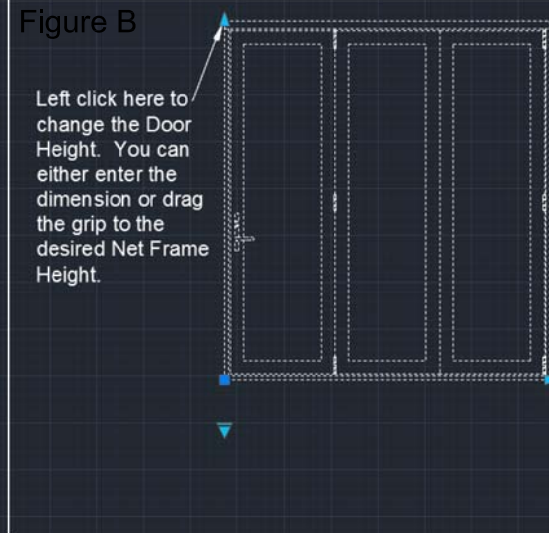 Figure B
Left click here to
change the Door
Height.  You can
either enter the
dimension or drag
the grip to the
desired Net Frame
Height.